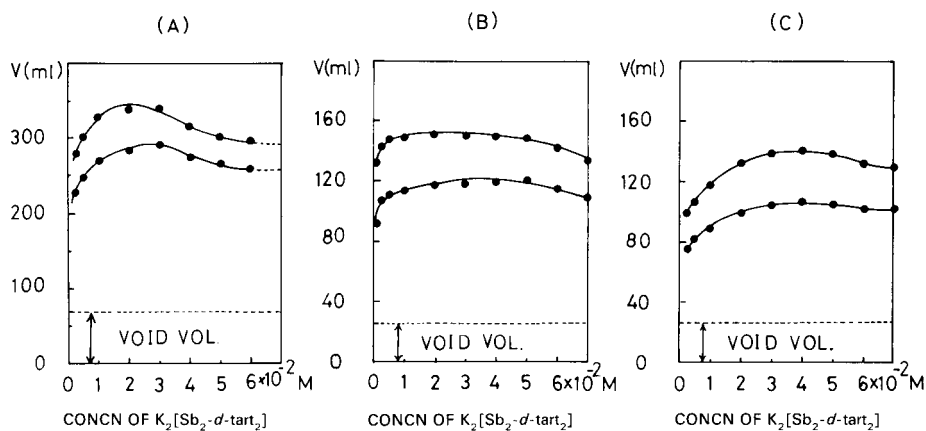 (A)
V(ml)
300
200
100
0
VOID VOL.
0 1 2 3 4 5 6×10⁻² M
CONCN OF K₂[Sb₂-d-tart₂]
(B)
V(ml)
160
120
80
40
0
VOID VOL.
0 1 2 3 4 5 6×10⁻² M
CONCN OF K₂[Sb₂-d-tart₂]
(C)
V(ml)
160
120
80
40
0
VOID VOL.
0 1 2 3 4 5 6×10⁻² M
CONCN OF K₂[Sb₂-d-tart₂]